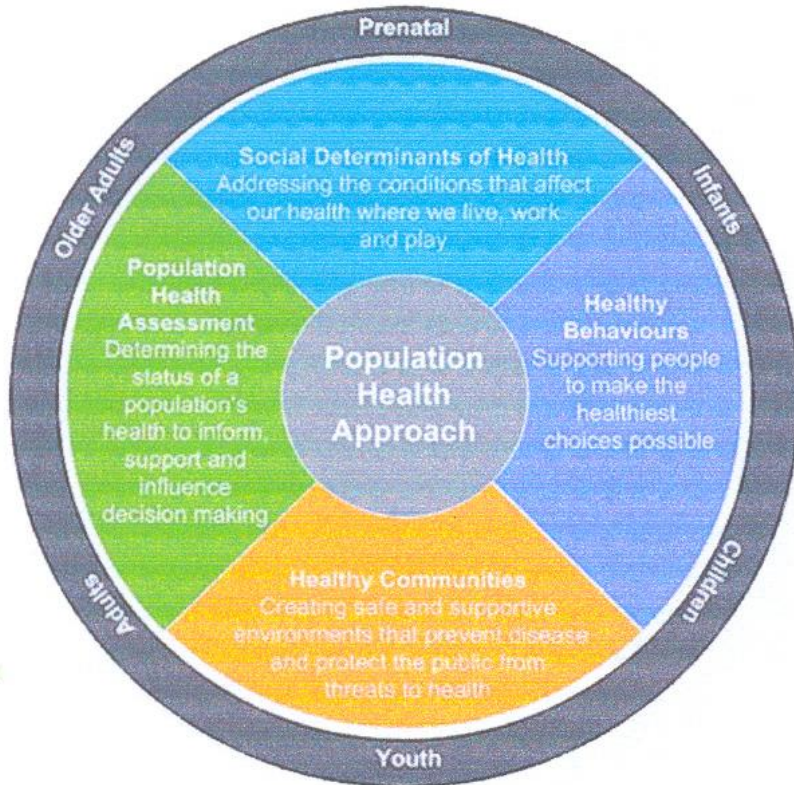 Prenatal
Infants
Children
Youth
Adults
Older Adults
Social Determinants of Health
Addressing the conditions that affect
our health where we live, work
and play
Healthy
Behaviours
Supporting people
to make the
healthiest
choices possible
Healthy Communities
Creating safe and supportive
environments that prevent disease
and protect the public from
threats to health
Population
Health
Assessment
Determining the
status of a
population's
health to inform,
support and
influence
decision making
Population
Health
Approach